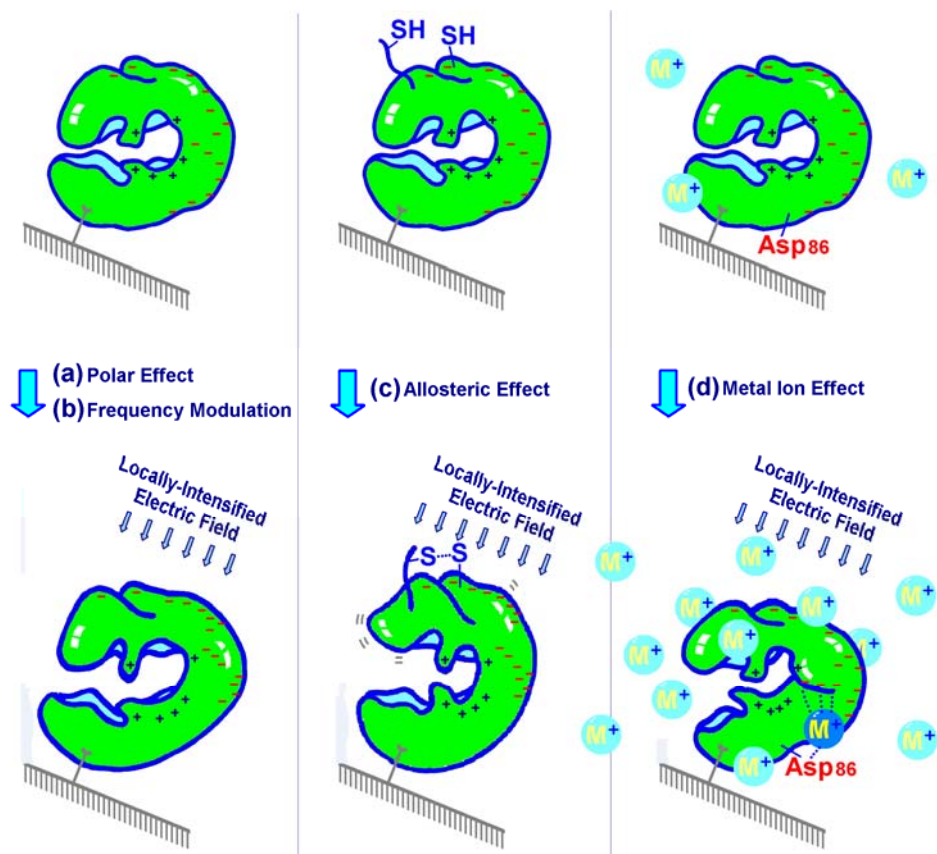 SH
SH
M+
M+
M+
Asp86
(a) Polar Effect
(b) Frequency Modulation
(c) Allosteric Effect
(d) Metal Ion Effect
Locally-Intensified
Electric Field
Locally-Intensified
Electric Field
Locally-Intensified
Electric Field
S S
M+
M+
M+
M+
M+
M+
M+
M+
M+
M+
M+
M+
M+
Asp86
M+